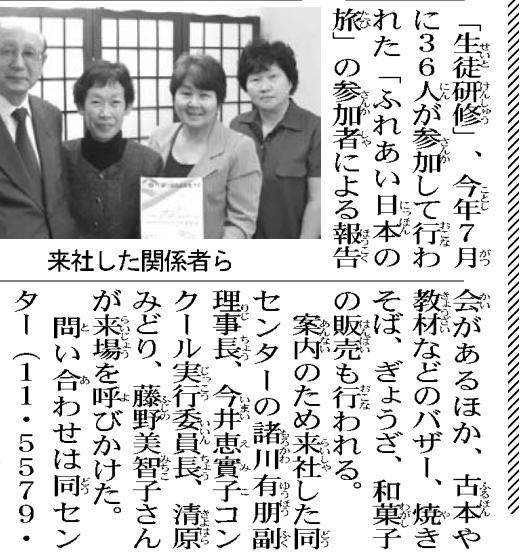 「生徒研修」、今年7月
に36人が参加して行わ
れた「ふれあい日本の
旅」の参加者による報告
来社した関係者ら
会があるほか、古本や
教材などのバザー、焼き
そば、ぎょうざ、和菓子
の販売も行われる。
案内のため来社した同
センターの諸川有朋副
理事長、今井恵實子コン
クール実行委員長、清原
みどり、藤野美智子さん
が来場を呼びかけた。
問い合わせは同セン
ター（11・5579・